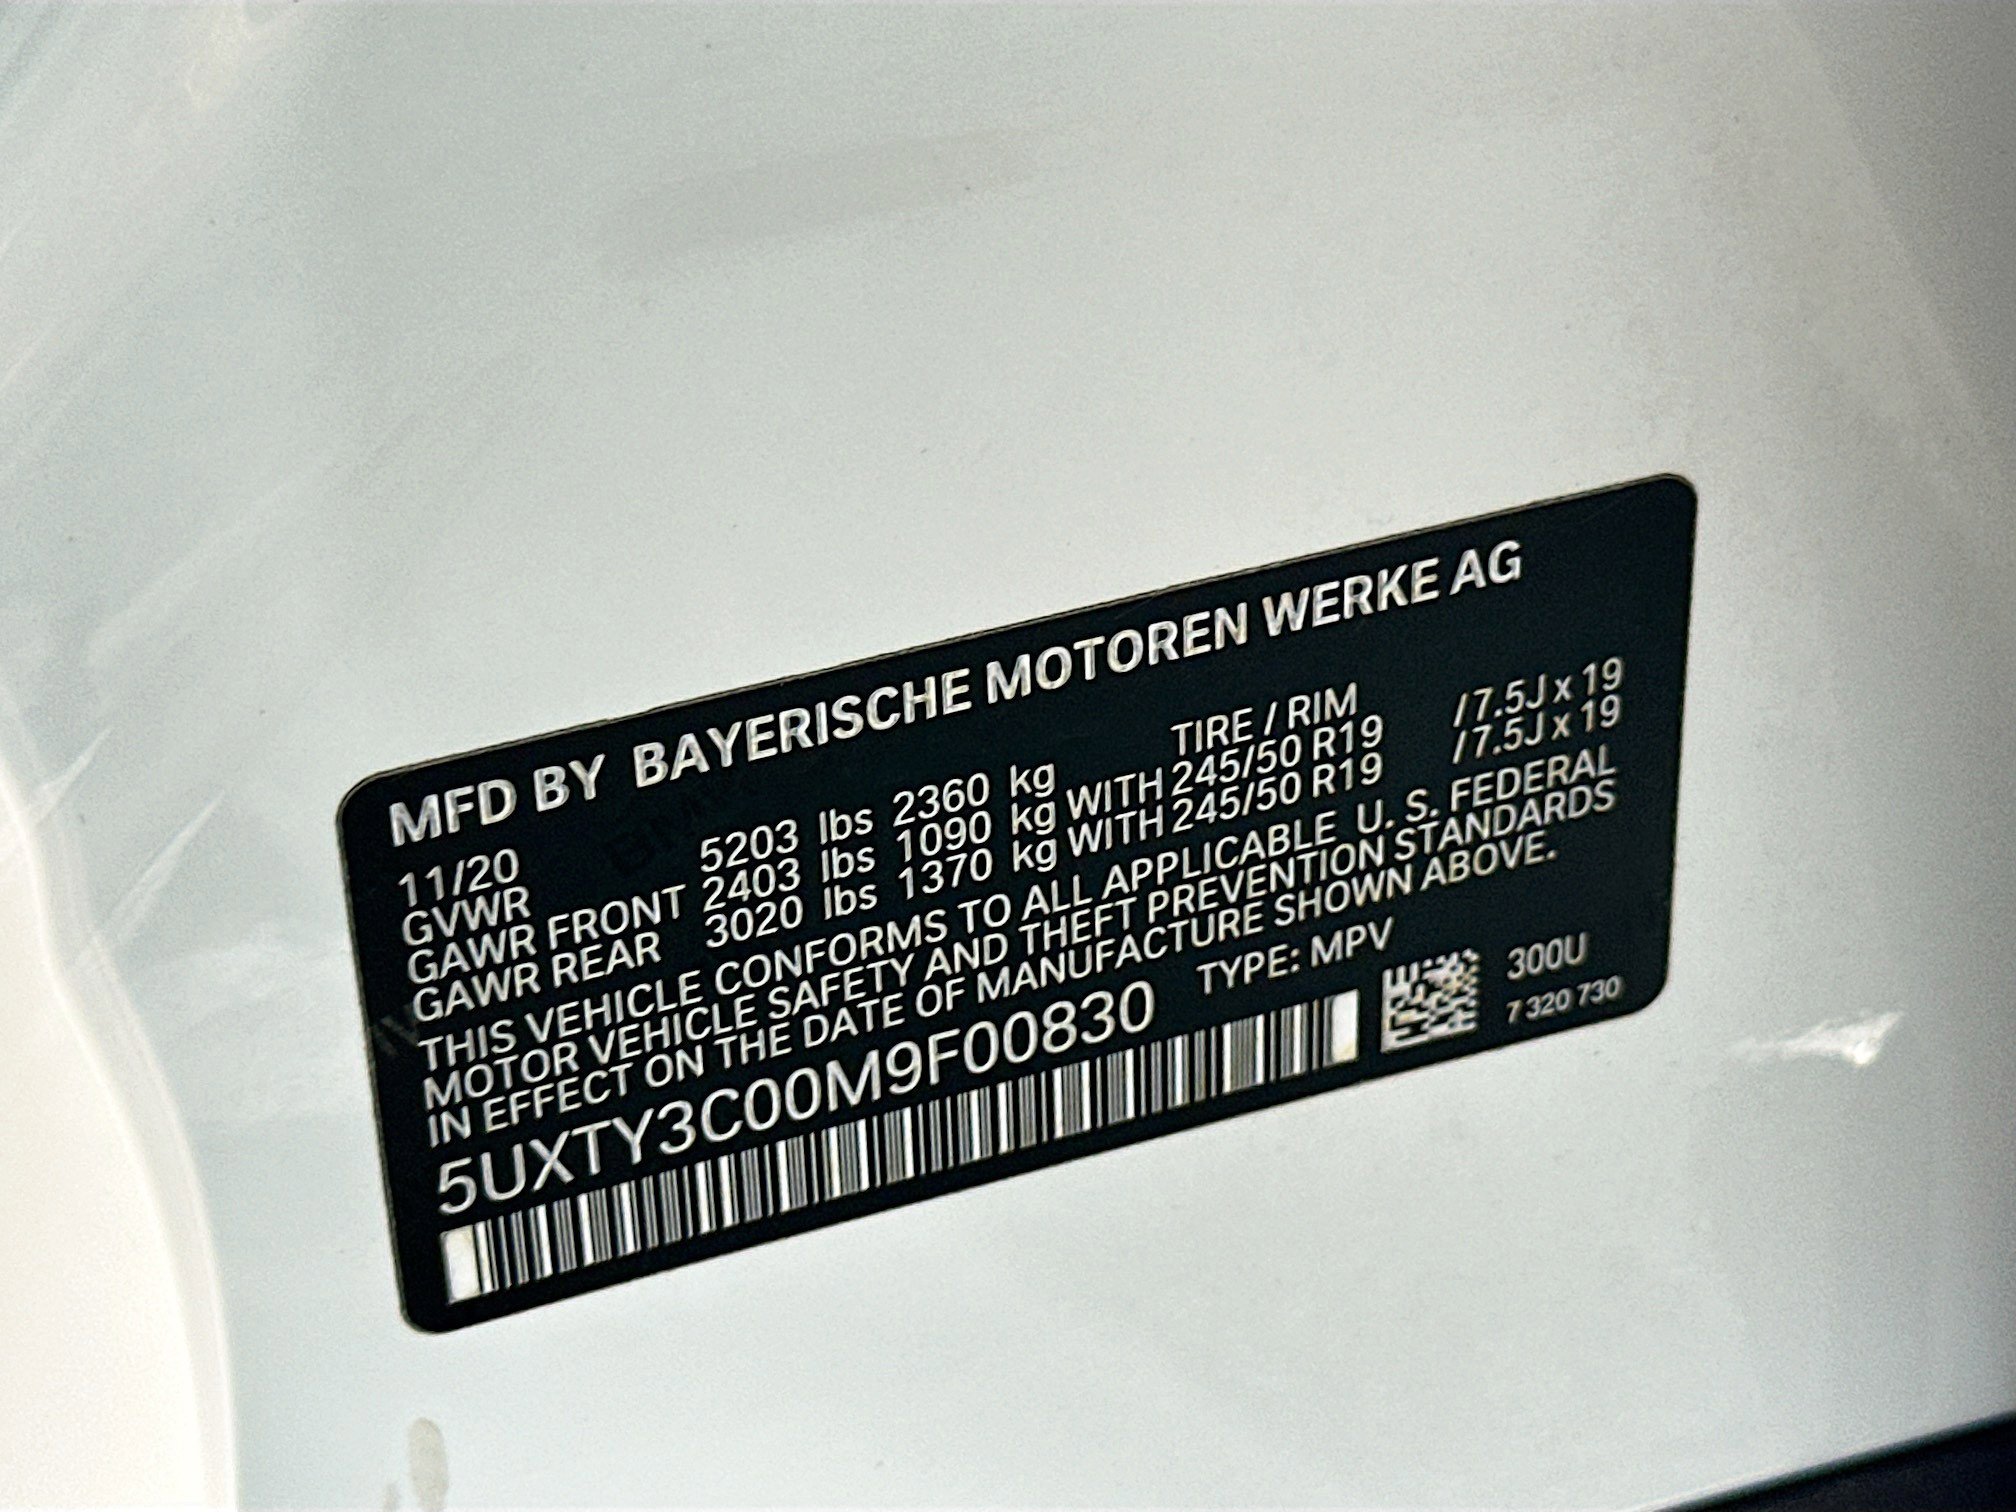 MFD BY BAYERISCHE MOTOREN WERKE AG
11/20 TIRE / RIM
GVWR 5203 lbs 2360 kg
GAWR FRONT 2403 lbs 1090 kg WITH 245/50 R19 /7.5J x 19
GAWR REAR 3020 lbs 1370 kg WITH 245/50 R19 /7.5J x 19
THIS VEHICLE CONFORMS TO ALL APPLICABLE U. S. FEDERAL
MOTOR VEHICLE SAFETY AND THEFT PREVENTION STANDARDS
IN EFFECT ON THE DATE OF MANUFACTURE SHOWN ABOVE.
5UXTY3C00M9F00830 TYPE: MPV
300U
7 320 730